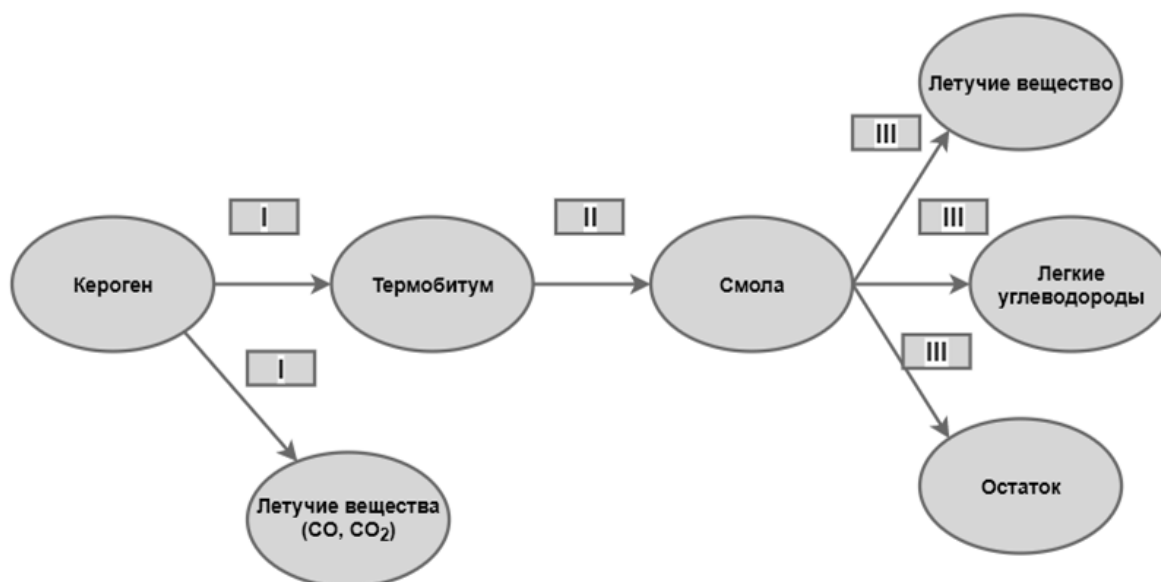 Летучие вещество
III
I
II
III
Кероген
Термобитум
Смола
Легкие
углеводороды
I
III
Летучие вещества
(CO, CO₂)
Остаток